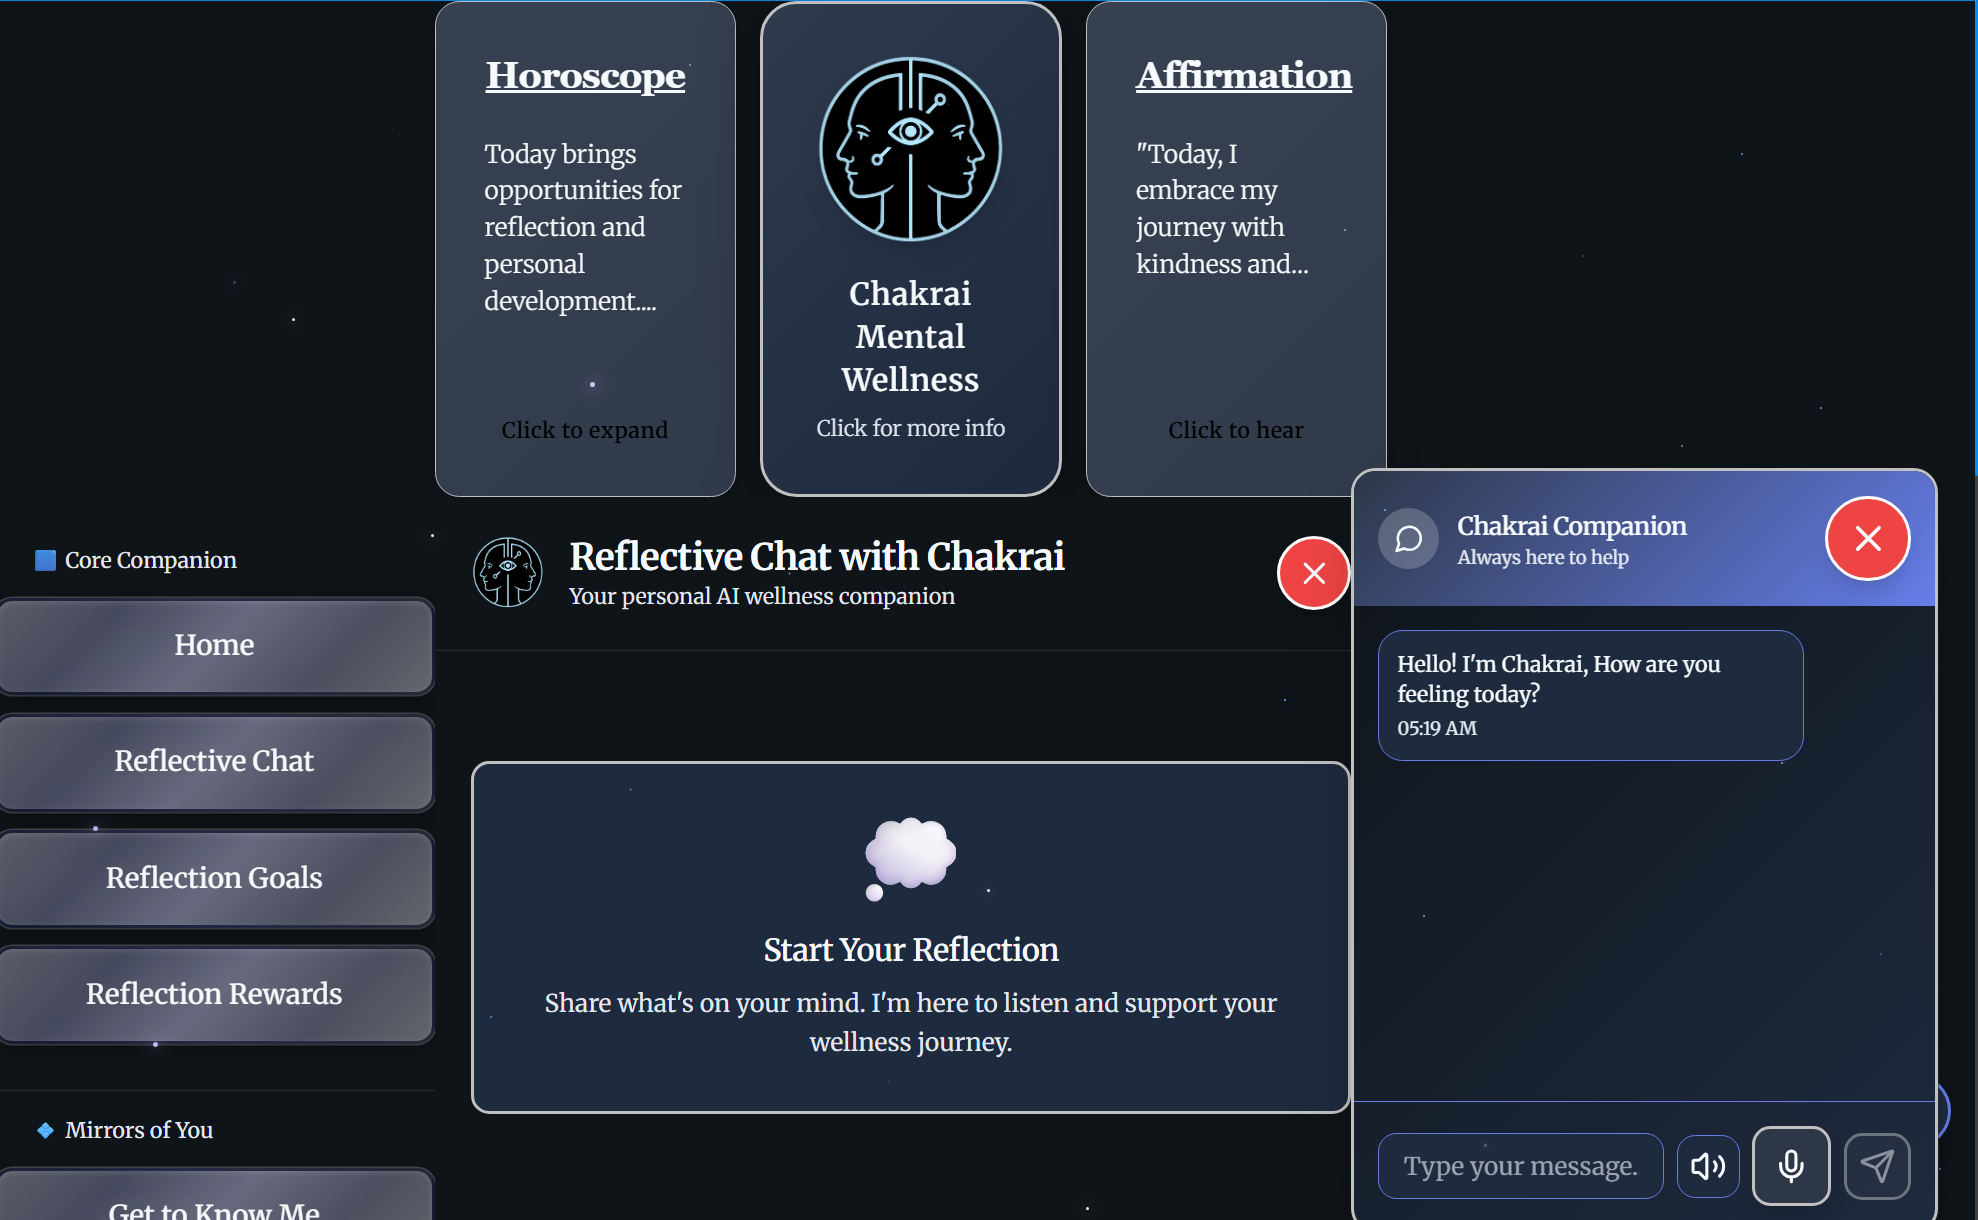 Horoscope
Today brings
opportunities for
reflection and
personal
development....
Click to expand
Chakrai
Mental
Wellness
Click for more info
Affirmation
"Today, I
embrace my
journey with
kindness and...
Click to hear
Core Companion
Home
Reflective Chat
Reflection Goals
Reflection Rewards
Mirrors of You
Get to Know Me
Reflective Chat with Chakrai
Your personal AI wellness companion
Start Your Reflection
Share what's on your mind. I'm here to listen and support your
wellness journey.
Chakrai Companion
Always here to help
Hello! I'm Chakrai, How are you
feeling today?
05:19 AM
Type your message.